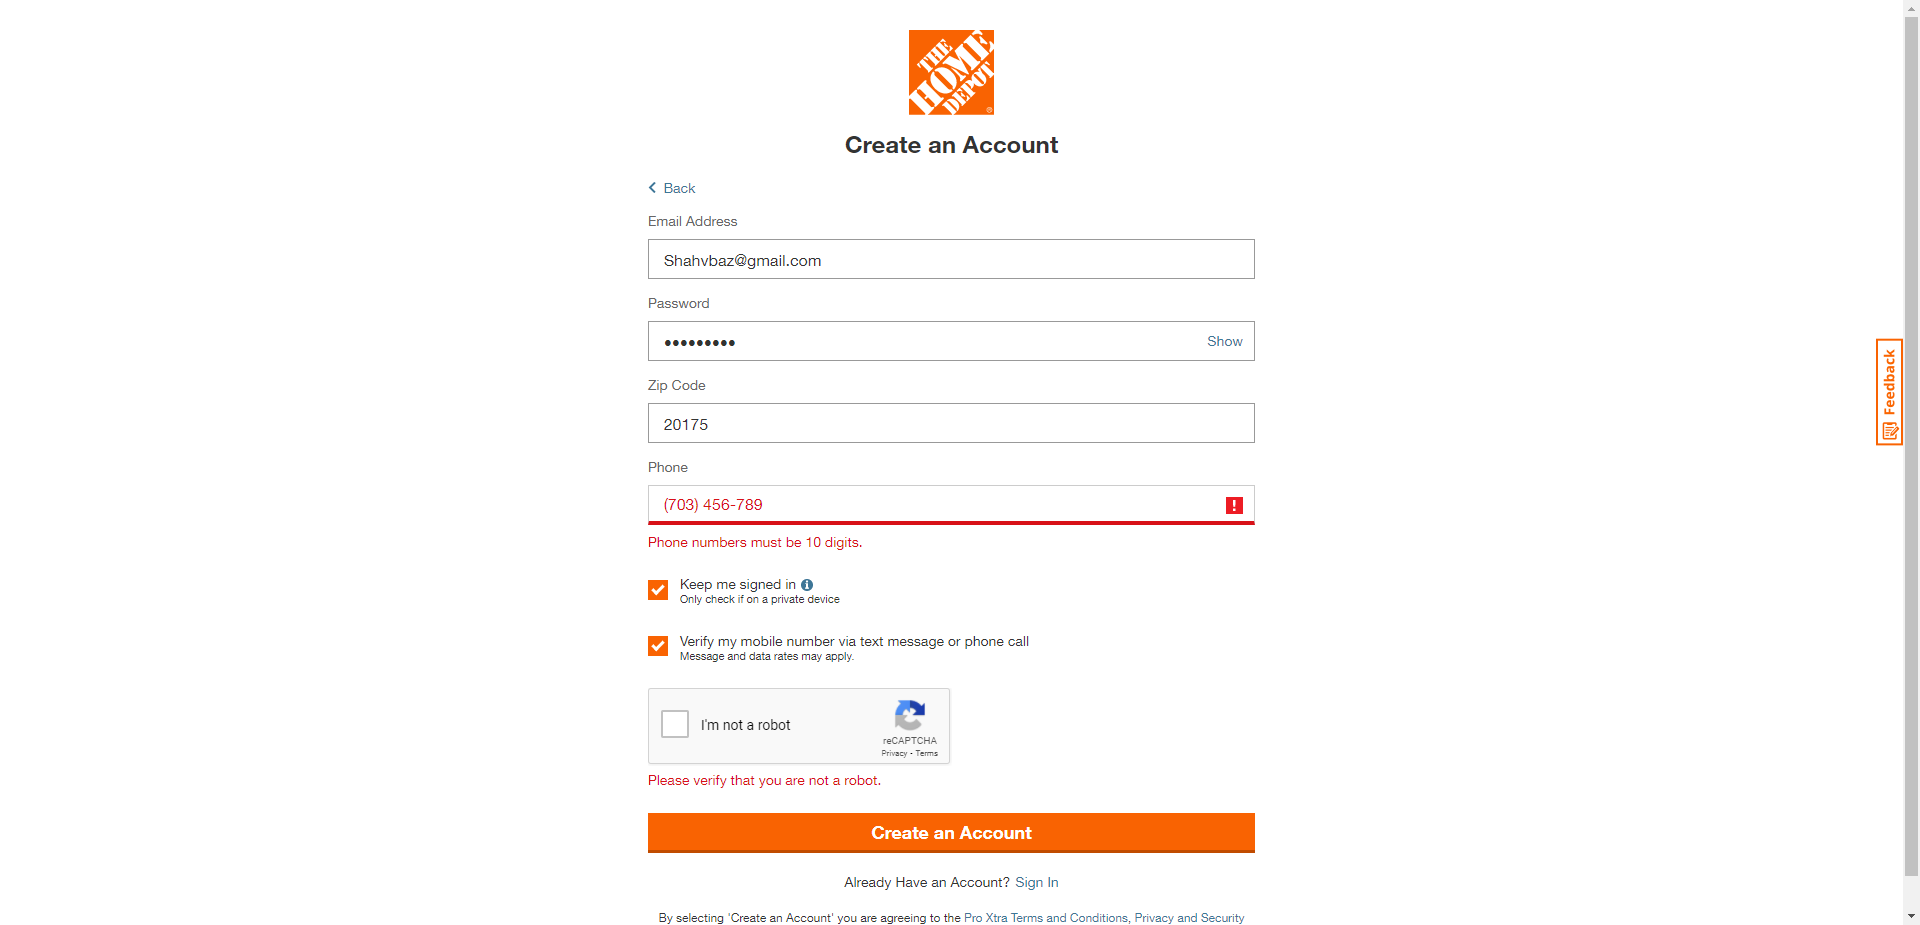 THE
HOME
DEPOT
Create an Account
Back
Email Address
Shahvbaz@gmail.com
Password
•••••••••
Show
Zip Code
20175
Phone
(703) 456-789
!
Phone numbers must be 10 digits.
Keep me signed in
Only check if on a private device
Verify my mobile number via text message or phone call
Message and data rates may apply.
I'm not a robot
reCAPTCHA
Privacy - Terms
Please verify that you are not a robot.
Create an Account
Already Have an Account? Sign In
By selecting 'Create an Account' you are agreeing to the Pro Xtra Terms and Conditions, Privacy and Security
Feedback